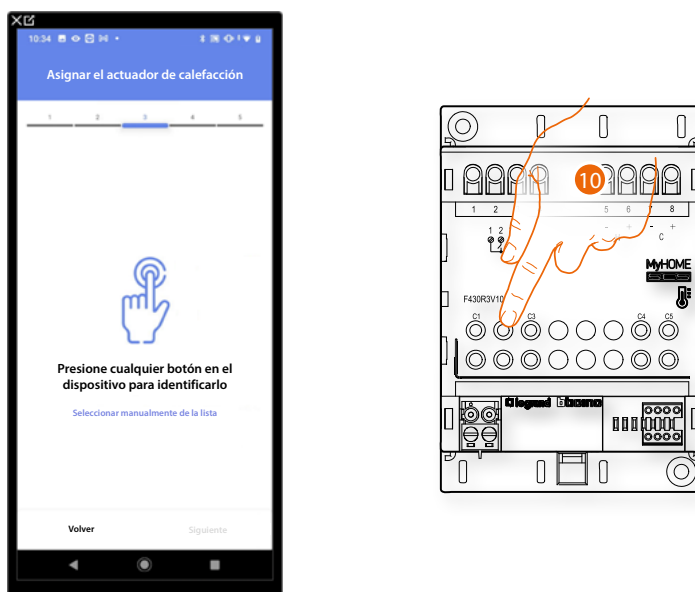 10:34
Asignar el actuador de calefacción
1 2 3 4 5
Presione cualquier botón en el
dispositivo para identificarlo
Seleccionar manualmente de la lista
Volver Siguiente
10
1 2 5 6 7 8
- + - +
1 2
C
MyHOME
F430R3V10
C1 C3 C4 C5
legrand bticino